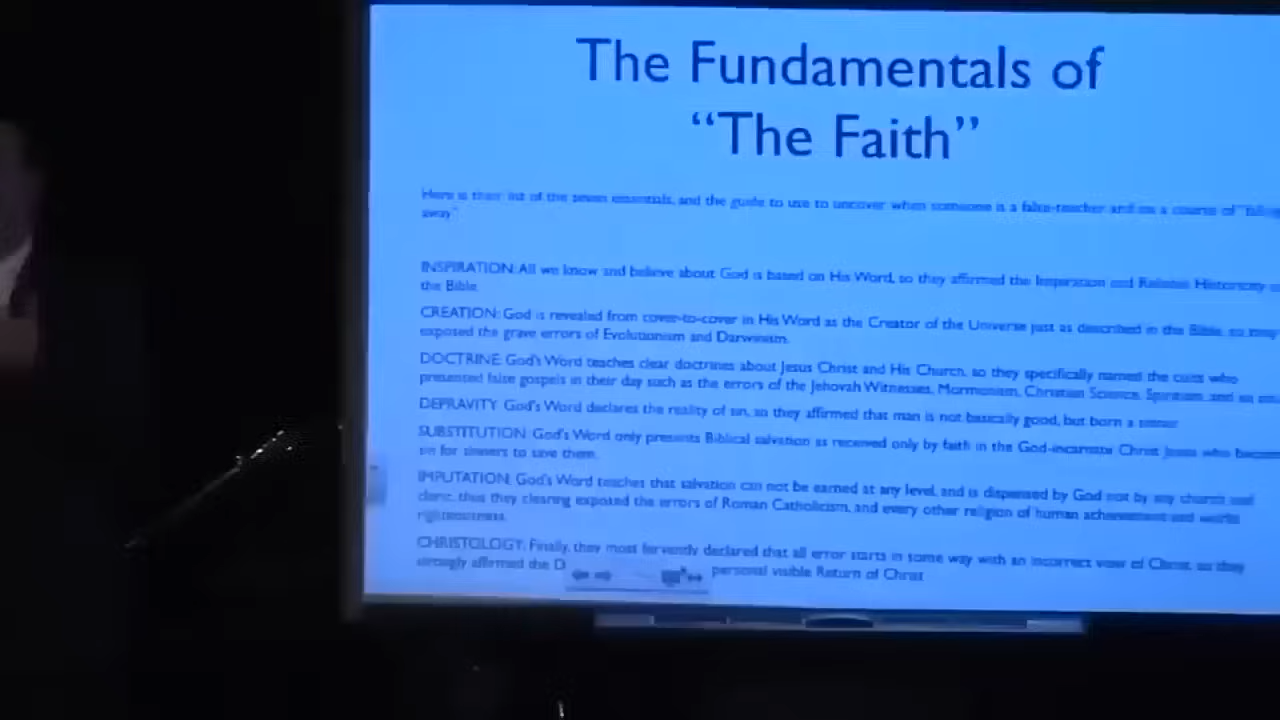 The Fundamentals of
“The Faith”
Here is their list of the seven essentials, and the guide to use to uncover when someone is a false-teacher and on a course of “falling
away”
INSPIRATION: All we know and believe about God is based on His Word, so they affirmed the Inspiration and Historicity
the Bible.
CREATION: God is revealed from cover-to-cover in His Word as the Creator of the Universe just as described in the Bible, so they
exposed the grave errors of Evolutionism and Darwinism.
DOCTRINE: God's Word teaches clear doctrines about Jesus Christ and His Church, so they specifically named the cults who
presented false gospels in their day such as the errors of the Jehovah Witnesses, Mormonism, Christian Science, Spiritism, and so
DEPRAVITY: God's Word declares the reality of sin, so they affirmed that man is not basically good, but born a sinner.
SUBSTITUTION: God's Word only presents Biblical salvation as received only by faith in the God-incarnate Christ Jesus who became
sin for sinners to save them.
IMPUTATION: God's Word teaches that salvation can not be earned at any level, and is dispensed by God not by any church and
cleric, thus they clearing exposed the errors of Roman Catholicism, and every other religion of human achievement and works
righteousness.
CHRISTOLOGY: Finally, they most fervently declared that all error starts in some way with an incorrect view of Christ, so they
strongly affirmed the D personal visible Return of Christ